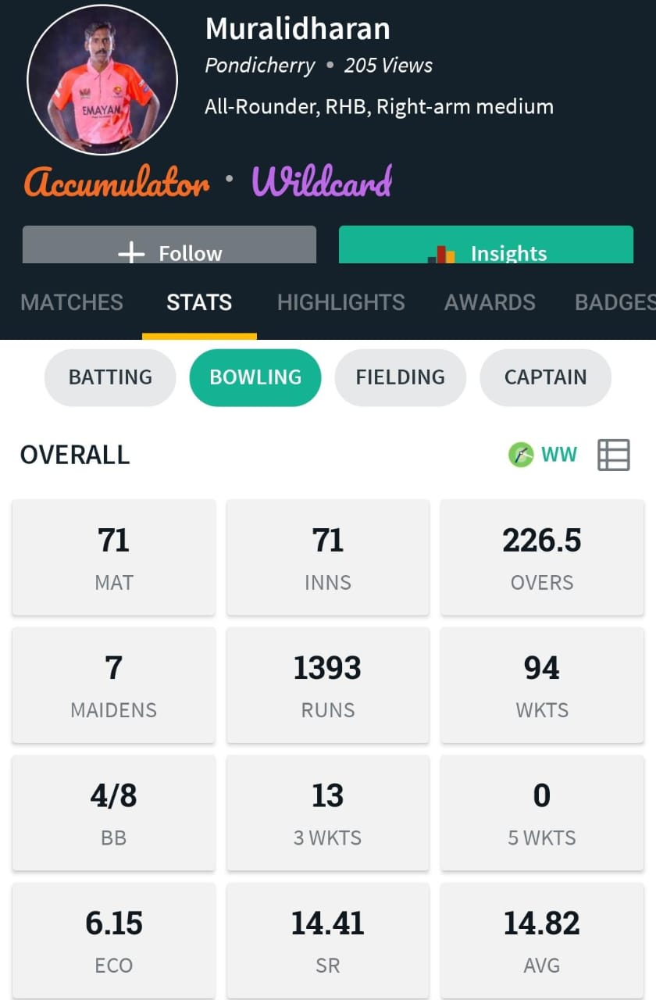 Muralidharan
Pondicherry • 205 Views
All-Rounder, RHB, Right-arm medium
EMAYAM
Accumulator • Wildcard
+ Follow
Insights
MATCHES STATS HIGHLIGHTS AWARDS BADGES
BATTING BOWLING FIELDING CAPTAIN
OVERALL WW
71 71 226.5
MAT INNS OVERS
7 1393 94
MAIDENS RUNS WKTS
4/8 13 0
BB 3 WKTS 5 WKTS
6.15 14.41 14.82
ECO SR AVG